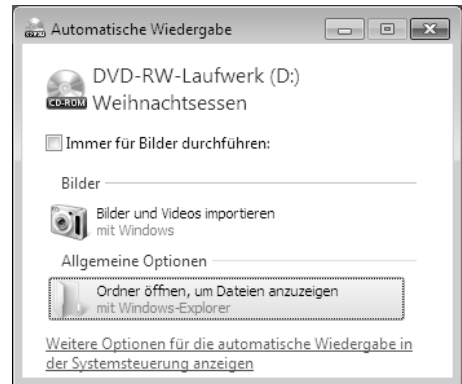 Automatische Wiedergabe
DVD-RW-Laufwerk (D:)
Weihnachtsessen
CD-ROM
Immer für Bilder durchführen:
Bilder
Bilder und Videos importieren
mit Windows
Allgemeine Optionen
Ordner öffnen, um Dateien anzuzeigen
mit Windows-Explorer
Weitere Optionen für die automatische Wiedergabe in
der Systemsteuerung anzeigen